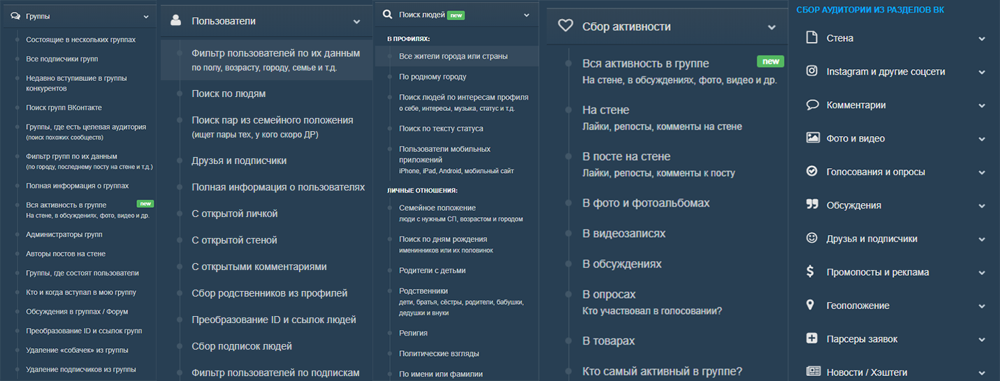 Группы
Состоящие в нескольких группах
Все подписчики групп
Недавно вступившие в группы
конкурентов
Поиск групп ВКонтакте
Группы, где есть целевая аудитория
(поиск похожих сообществ)
Фильтр групп по их данным
(по городу, последнему посту на стене и т.д.)
Полная информация о группах
Вся активность в группе new
На стене, в обсуждениях, фото, видео и др.
Администраторы групп
Авторы постов на стене
Группы, где состоят пользователи
Кто и когда вступал в мою группу
Обсуждения в группах / Форум
Преобразование ID и ссылок групп
Удаление «собачек» из группы
Удаление подписчиков из группы
Пользователи
Фильтр пользователей по их данным
по полу, возрасту, городу, семье и т.д.
Поиск по людям
Поиск пар из семейного положения
(ищет пары тех, у кого скоро ДР)
Друзья и подписчики
Полная информация о пользователях
С открытой личкой
С открытой стеной
С открытыми комментариями
Сбор родственников из профилей
Преобразование ID и ссылок людей
Сбор подписок людей
Фильтр пользователей по подпискам
Поиск людей new
В ПРОФИЛЯХ:
Все жители города или страны
По родному городу
Поиск людей по интересам профиля
о себе, интересы, музыка, статус и т.д.
Поиск по тексту статуса
Пользователи мобильных
приложений
iPhone, iPad, Android, мобильный сайт
ЛИЧНЫЕ ОТНОШЕНИЯ:
Семейное положение
люди с нужным СП, возрастом и городом
Поиск по дням рождения
именинников или их половинок
Родители с детьми
Родственники
дети, братья, сёстры, родители, бабушки,
дедушки и внуки
Религия
Политические взгляды
По имени или фамилии
Сбор активности
Вся активность в группе new
На стене, в обсуждениях, фото, видео и др.
На стене
Лайки, репосты, комменты на стене
В посте на стене
Лайки, репосты, комменты к посту
В фото и фотоальбомах
В видеозаписях
В обсуждениях
В опросах
Кто участвовал в голосовании?
В товарах
Кто самый активный в группе?
СБОР АУДИТОРИИ ИЗ РАЗДЕЛОВ ВК
Стена
Instagram и другие соцсети
Комментарии
Фото и видео
Голосования и опросы
Обсуждения
Друзья и подписчики
Промопосты и реклама
Геоположение
Парсеры заявок
Новости / Хэштеги